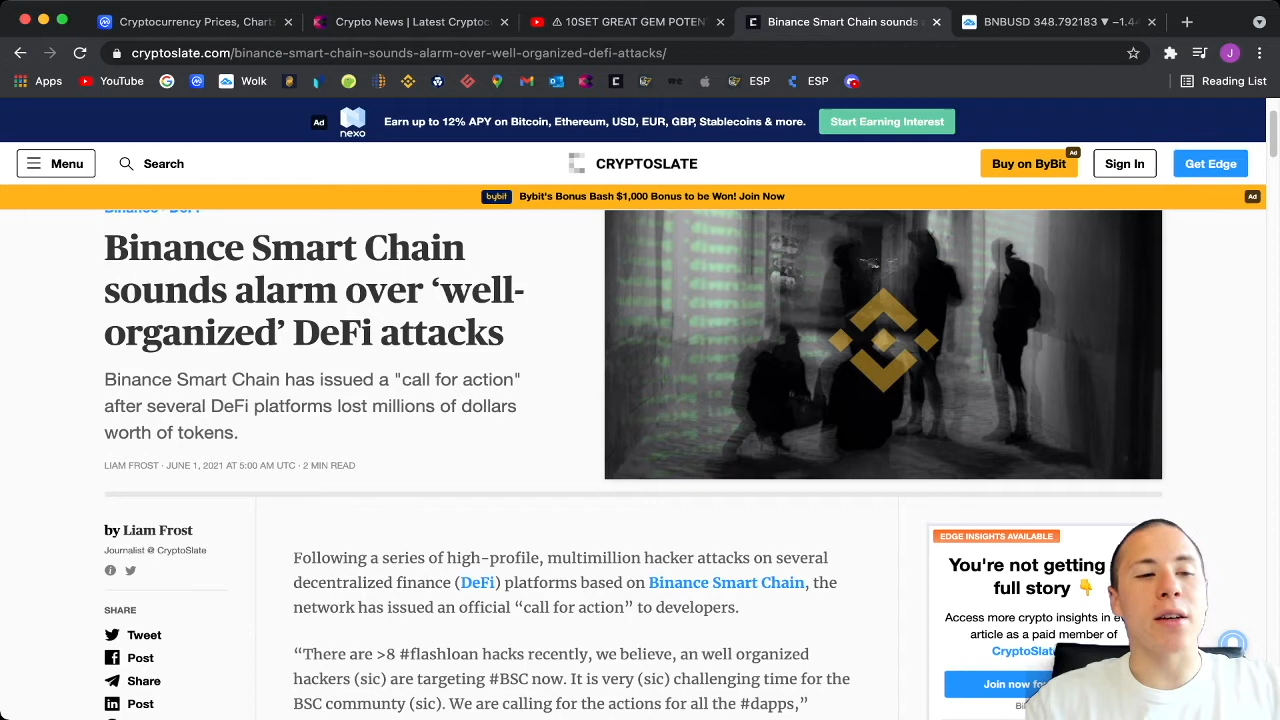 Cryptocurrency Prices, Cha
Crypto News | Latest Cryptoc
⚠ 10SET GREAT GEM POTEN
Binance Smart Chain sounds a
BNBUSD 348.792183 ▼ −1.4
cryptoslate.com/binance-smart-chain-sounds-alarm-over-well-organized-defi-attacks/
J
Apps
YouTube
Walk
we
ESP
ESP
Reading List
Ad
nexo
Earn up to 12% APY on Bitcoin, Ethereum, USD, EUR, GBP, Stablecoins & more.
Start Earning Interest
Menu
Search
CRYPTOSLATE
Buy on ByBit
Ad
Sign In
Get Edge
bybit
Bybit's Bonus Bash $1,000 Bonus to be Won! Join Now
Ad
Binance · DeFi
Binance Smart Chain
sounds alarm over ‘well-
organized’ DeFi attacks
Binance Smart Chain has issued a "call for action"
after several DeFi platforms lost millions of dollars
worth of tokens.
LIAM FROST · JUNE 1, 2021 AT 5:00 AM UTC · 2 MIN READ
by Liam Frost
Journalist @ CryptoSlate
SHARE
Tweet
Post
Share
Post
Following a series of high-profile, multimillion hacker attacks on several
decentralized finance (DeFi) platforms based on Binance Smart Chain, the
network has issued an official “call for action” to developers.
“There are >8 #flashloan hacks recently, we believe, an well organized
hackers (sic) are targeting #BSC now. It is very (sic) challenging time for the
BSC communty (sic). We are calling for the actions for all the #dapps,”
EDGE INSIGHTS AVAILABLE
You're not getting
full story 👇
Access more crypto insights in e
article as a paid member of
CryptoSlat
Join now fo